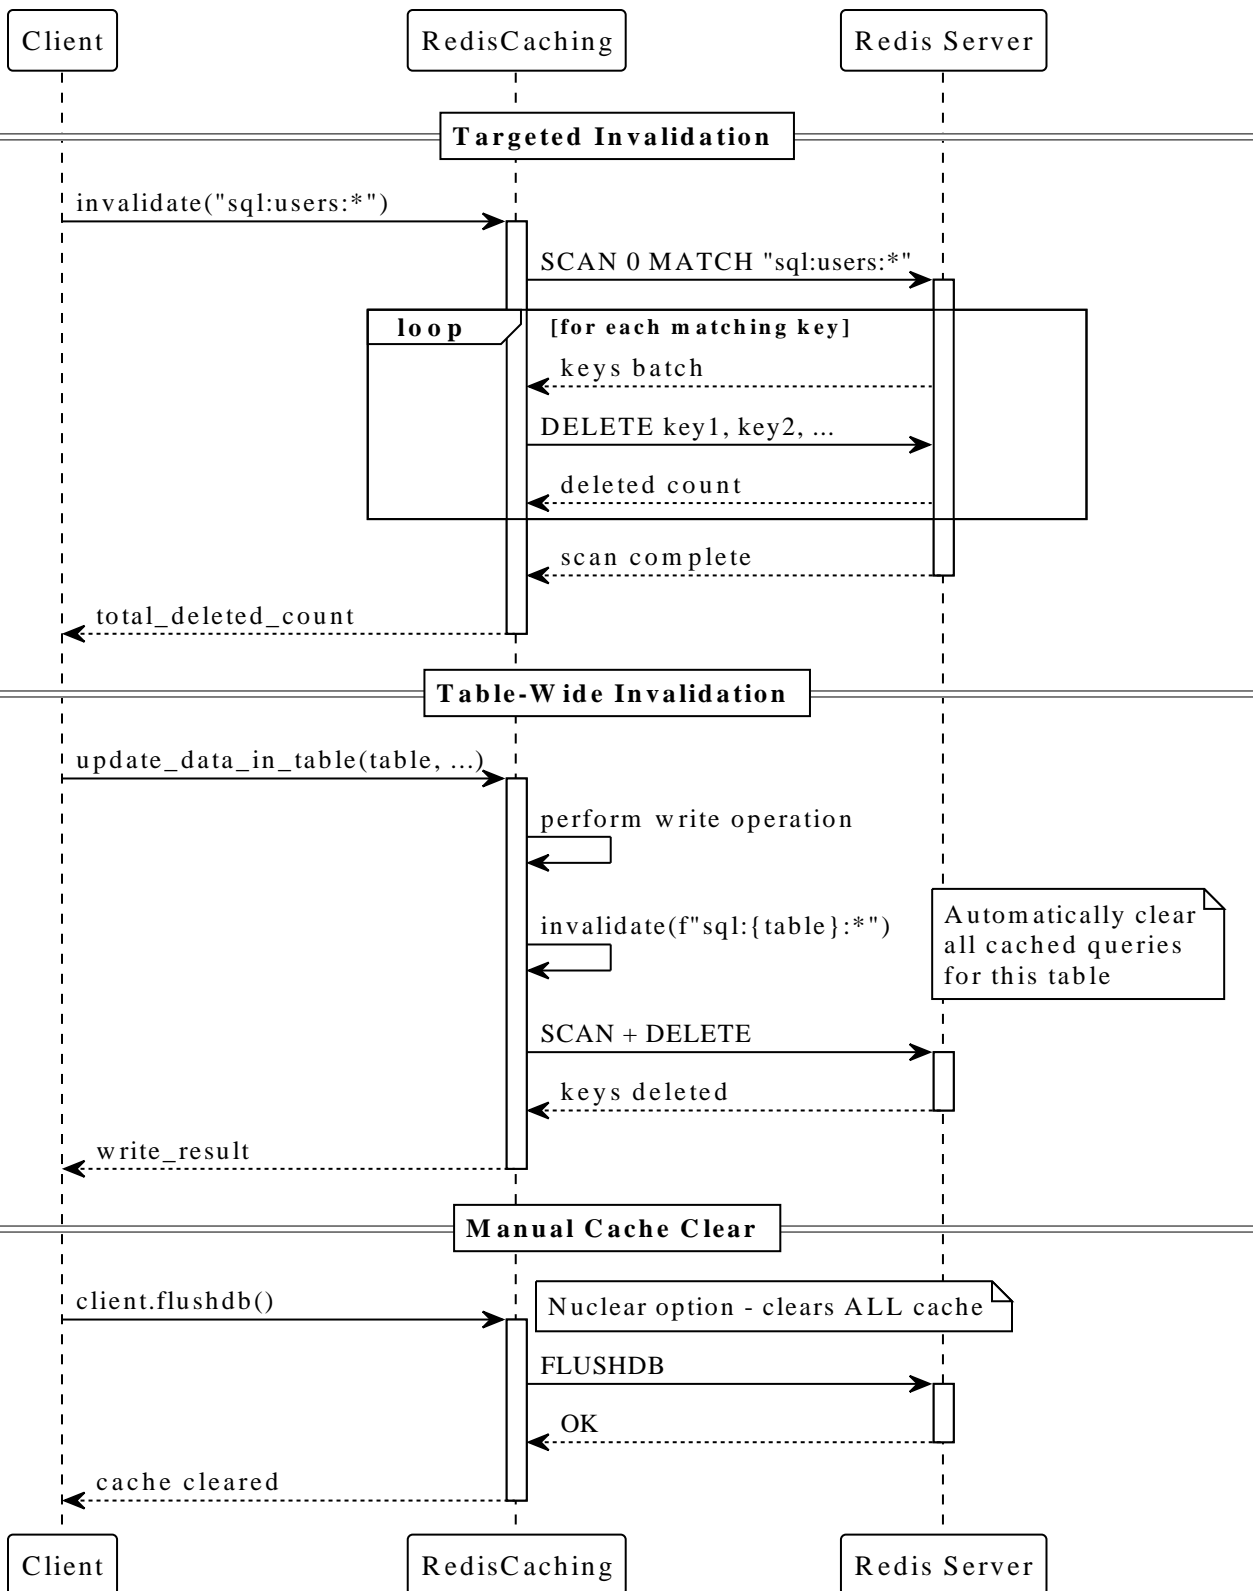 Client
RedisCaching
Redis Server
Targeted Invalidation
invalidate("sql:users:*")
SCAN 0 MATCH "sql:users:*"
loop
[for each matching key]
keys batch
DELETE key1, key2, ...
deleted count
scan complete
total_deleted_count
Table-Wide Invalidation
update_data_in_table(table, ...)
perform write operation
invalidate(f"sql:{table}:*")
Automatically clear
all cached queries
for this table
SCAN + DELETE
keys deleted
write_result
Manual Cache Clear
client.flushdb()
Nuclear option - clears ALL cache
FLUSHDB
OK
cache cleared
Client
RedisCaching
Redis Server